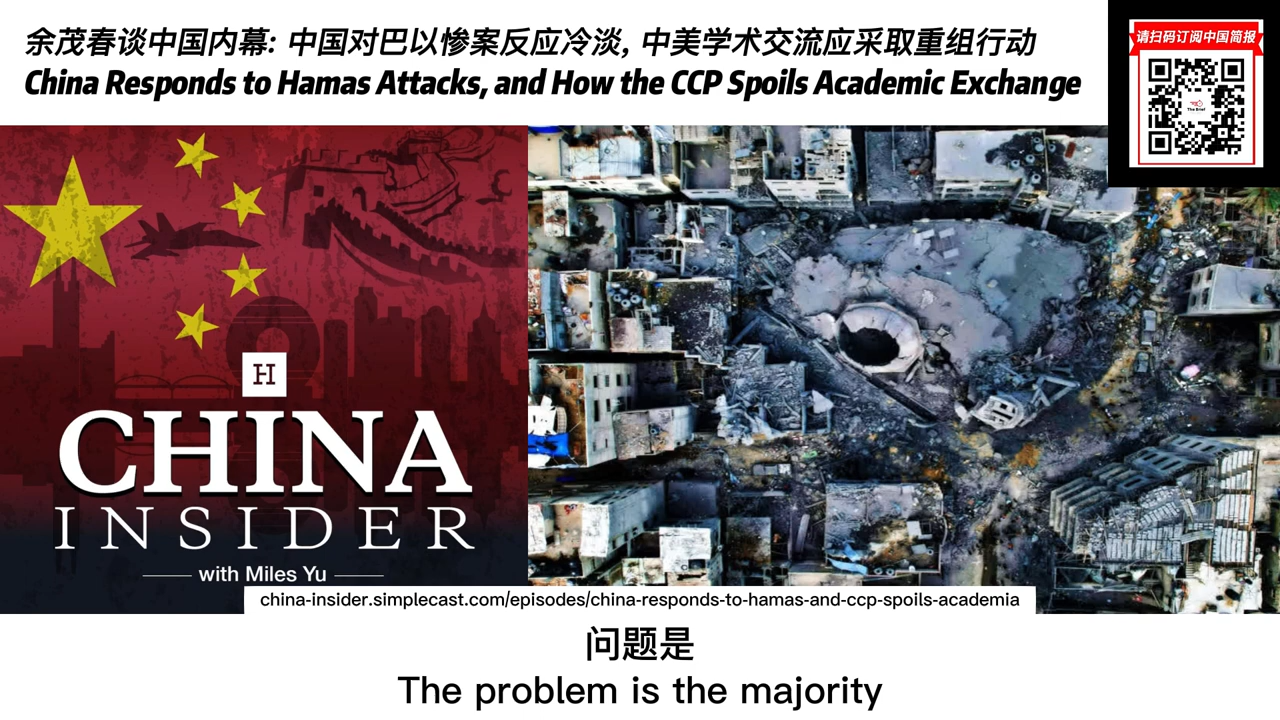 余茂春谈中国内幕: 中国对巴以惨案反应冷淡, 中美学术交流应采取重组行动
China Responds to Hamas Attacks, and How the CCP Spoils Academic Exchange
请扫码订阅中国简报
The Brief
H
CHINA
INSIDER
with Miles Yu
china-insider.simplecast.com/episodes/china-responds-to-hamas-and-ccp-spoils-academia
问题是
The problem is the majority